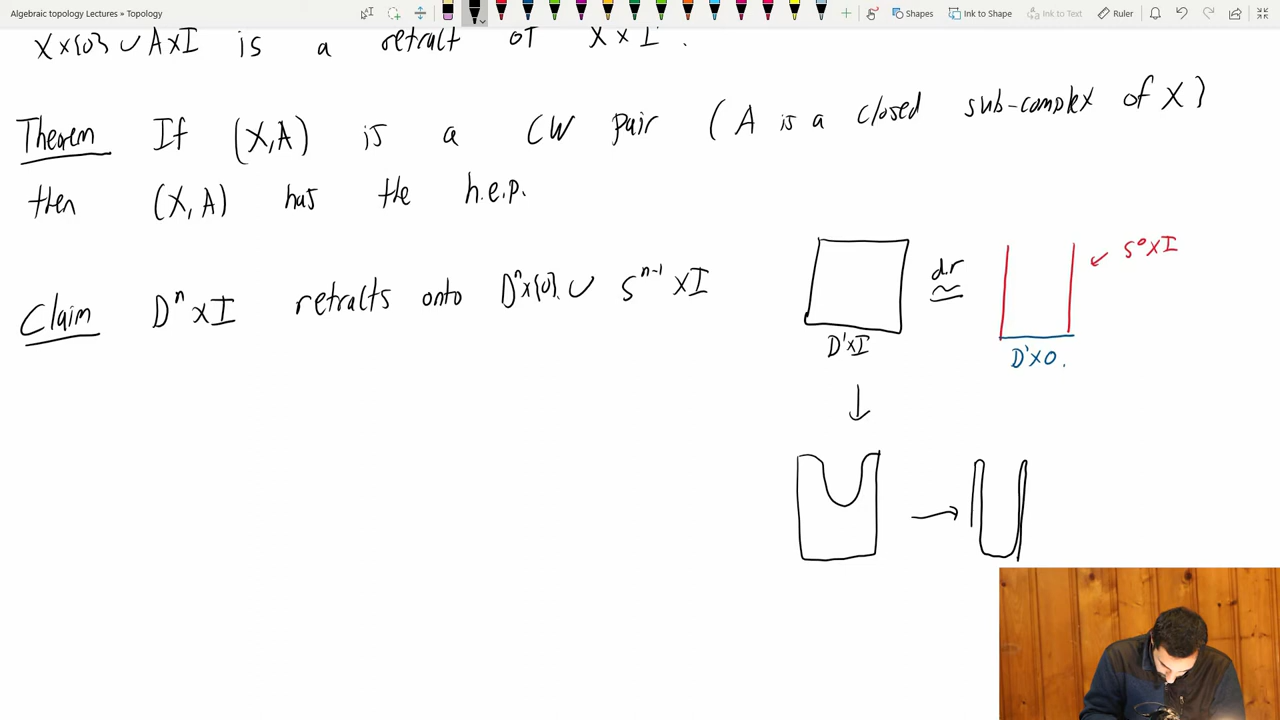 Algebraic topology Lectures » Topology
Shapes Ink to Shape Ink to Text Ruler
X×{0} ∪ A×I is a retract of X×I.
Theorem If (X,A) is a CW pair (A is a closed sub-complex of X)
then (X,A) has the h.e.p.
Claim Dⁿ×I retracts onto Dⁿ×{0} ∪ Sⁿ⁻¹×I
d.r
≅
S⁰×I
D¹×I
D¹×0.